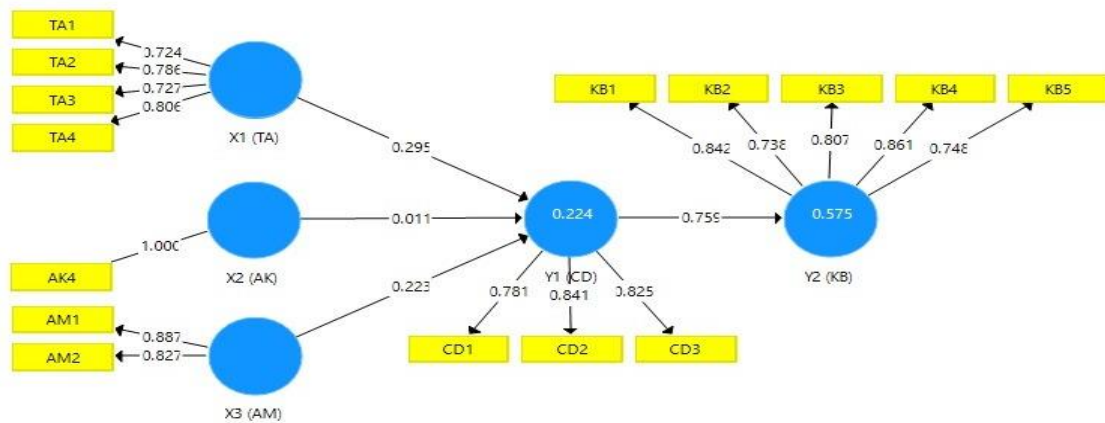 TA1
TA2
TA3
TA4
0.724
0.786
0.727
0.806
X1 (TA)
0.295
KB1
KB2
KB3
KB4
KB5
0.842
0.738
0.807
0.861
0.748
0.011
0.224
0.759
0.575
1.000
AK4
X2 (AK)
Y1 (CD)
Y2 (KB)
0.223
0.781
0.841
0.825
AM1
AM2
0.887
0.827
CD1
CD2
CD3
X3 (AM)